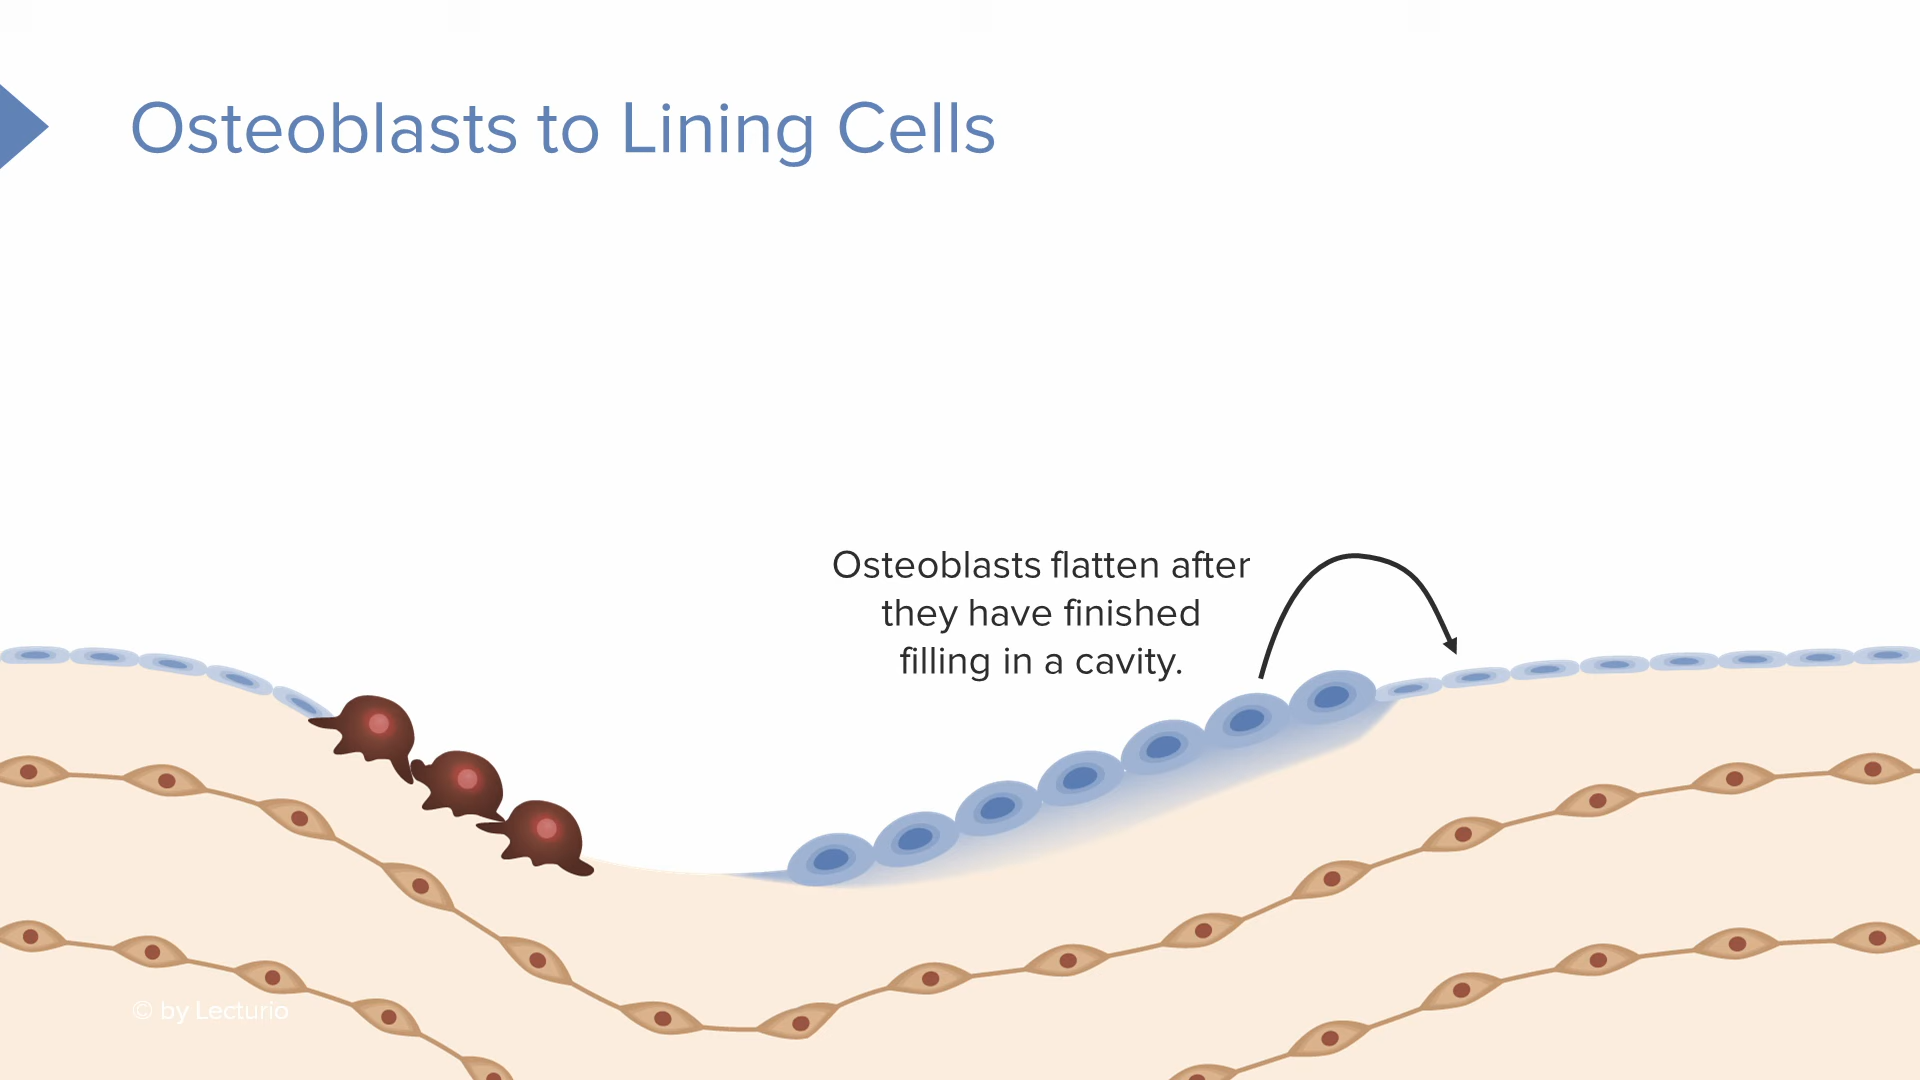 Osteoblasts to Lining Cells
Osteoblasts flatten after
they have finished
filling in a cavity.
© by Lecturio